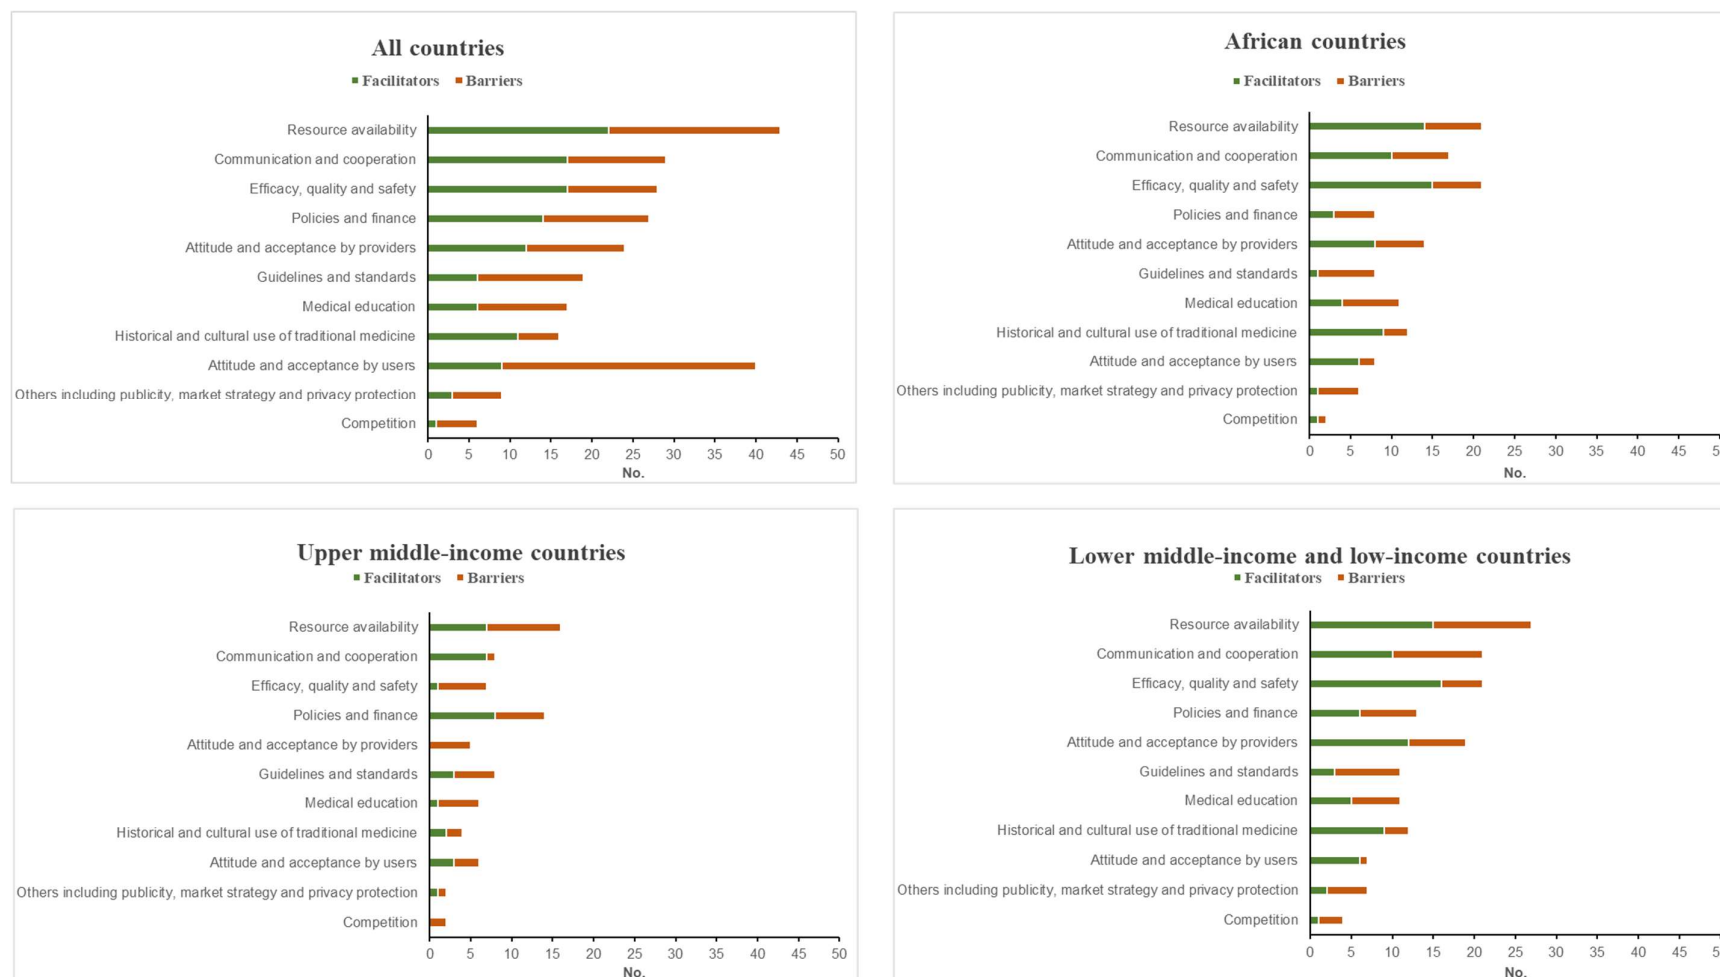 All countries
Facilitators Barriers
Resource availability
Communication and cooperation
Efficacy, quality and safety
Policies and finance
Attitude and acceptance by providers
Guidelines and standards
Medical education
Historical and cultural use of traditional medicine
Attitude and acceptance by users
Others including publicity, market strategy and privacy protection
Competition
0 5 10 15 20 25 30 35 40 45 50
No.
African countries
Facilitators Barriers
Resource availability
Communication and cooperation
Efficacy, quality and safety
Policies and finance
Attitude and acceptance by providers
Guidelines and standards
Medical education
Historical and cultural use of traditional medicine
Attitude and acceptance by users
Others including publicity, market strategy and privacy protection
Competition
0 5 10 15 20 25 30 35 40 45
No.
Upper middle-income countries
Facilitators Barriers
Resource availability
Communication and cooperation
Efficacy, quality and safety
Policies and finance
Attitude and acceptance by providers
Guidelines and standards
Medical education
Historical and cultural use of traditional medicine
Attitude and acceptance by users
Others including publicity, market strategy and privacy protection
Competition
0 5 10 15 20 25 30 35 40 45 50
No.
Lower middle-income and low-income countries
Facilitators Barriers
Resource availability
Communication and cooperation
Efficacy, quality and safety
Policies and finance
Attitude and acceptance by providers
Guidelines and standards
Medical education
Historical and cultural use of traditional medicine
Attitude and acceptance by users
Others including publicity, market strategy and privacy protection
Competition
0 5 10 15 20 25 30 35 40 45
No.